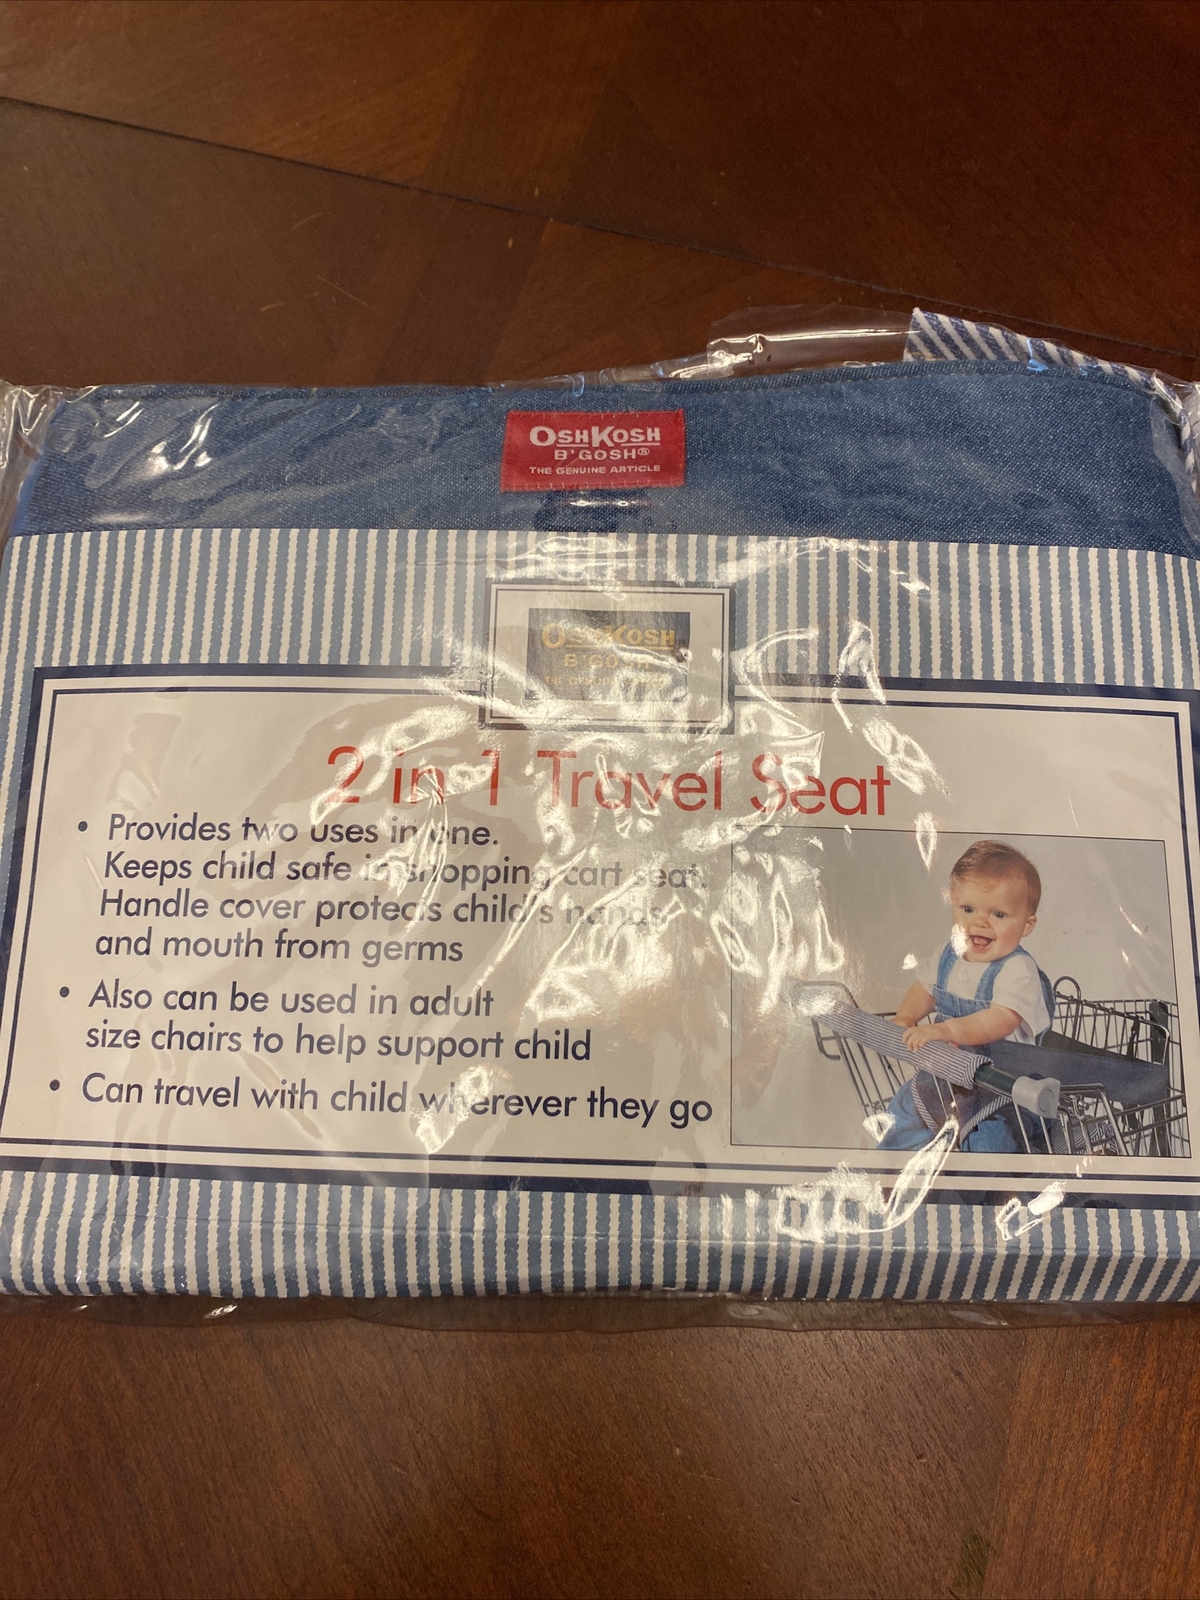 OSHKOSH
B'GOSH®
THE GENUINE ARTICLE
OSHKOSH
B'GOSH
THE
2 in 1 Travel Seat
• Provides two uses in one.
Keeps child safe in shopping cart seat.
Handle cover protects child's hands
and mouth from germs
• Also can be used in adult
size chairs to help support child
• Can travel with child wherever they go